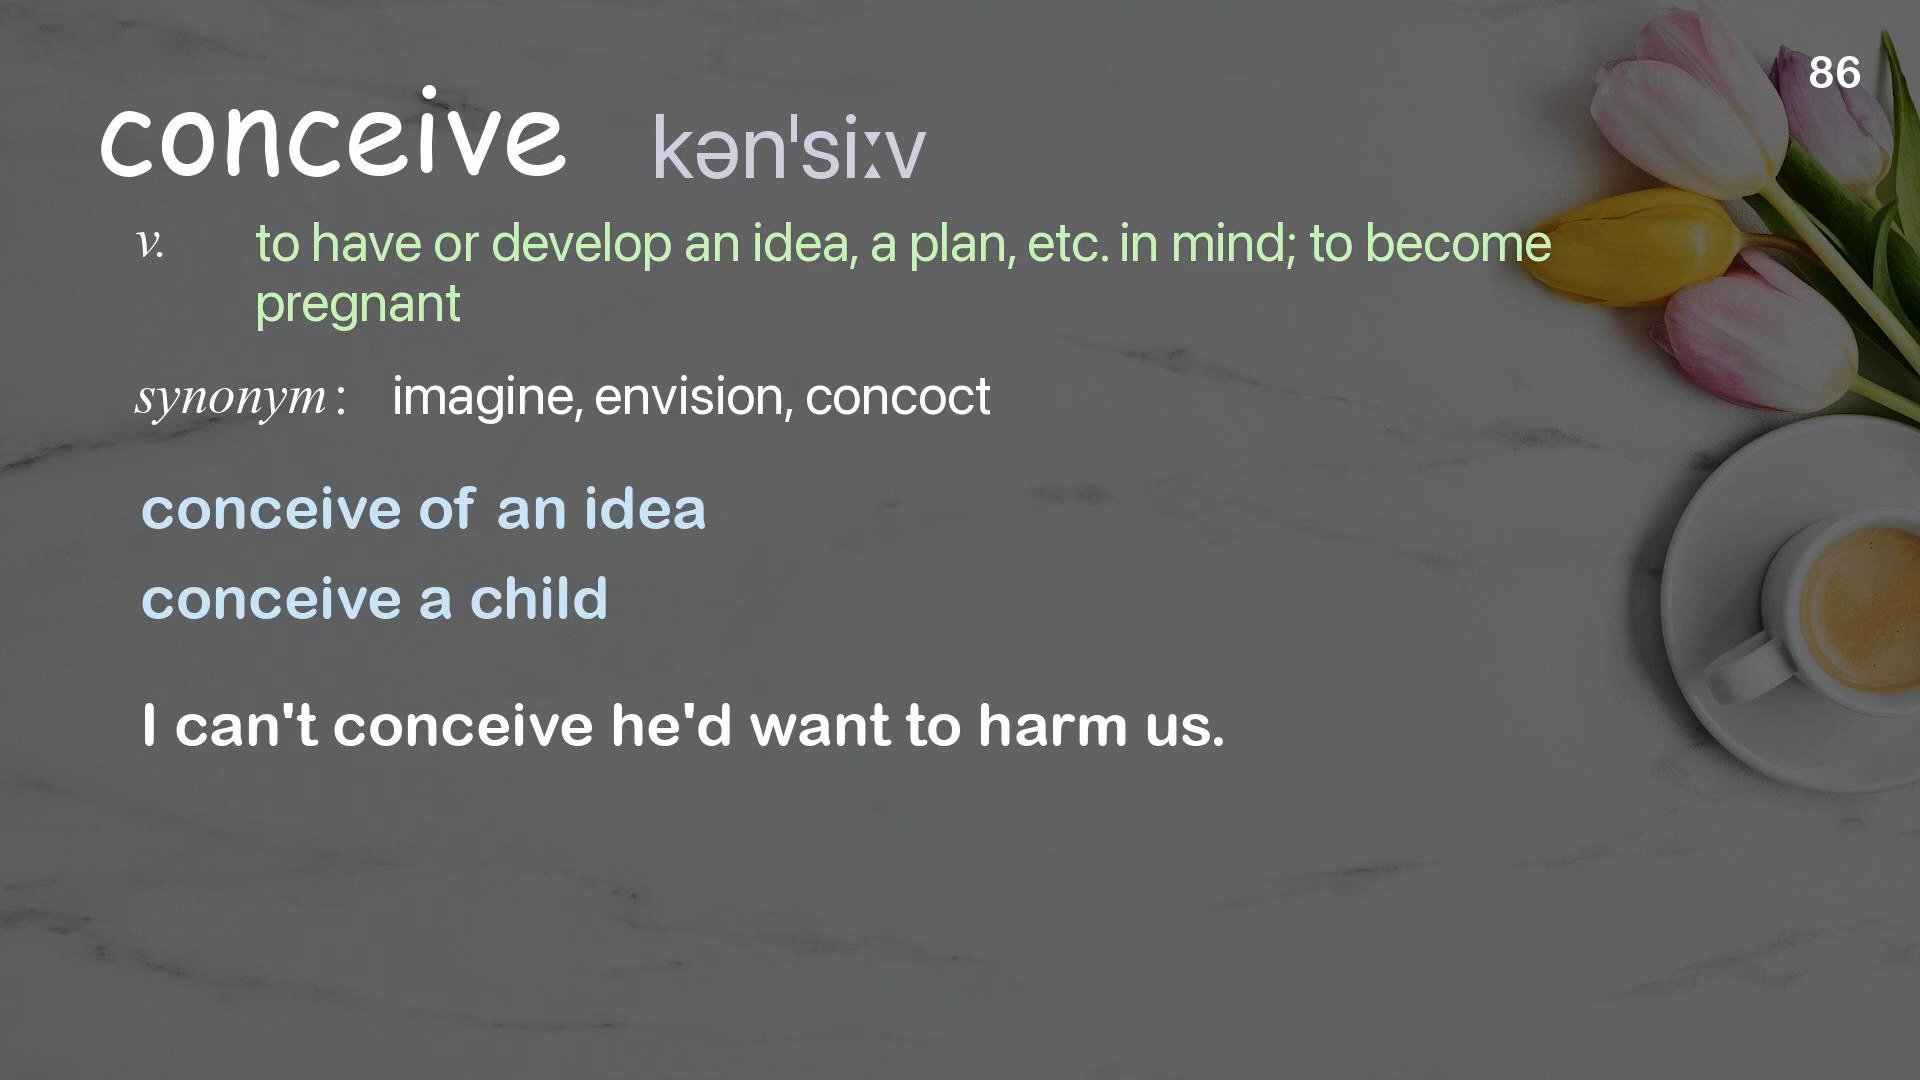 86
conceive kən'siːv
v. to have or develop an idea, a plan, etc. in mind; to become
pregnant
synonym: imagine, envision, concoct
conceive of an idea
conceive a child
I can't conceive he'd want to harm us.